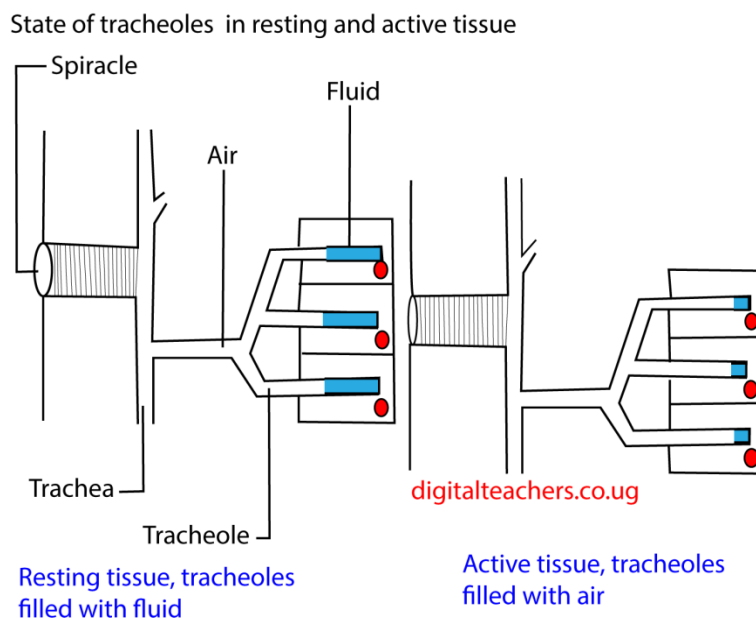 State of tracheoles in resting and active tissue
Spiracle
Fluid
Air
Trachea
Tracheole
digitalteachers.co.ug
Resting tissue, tracheoles
filled with fluid
Active tissue, tracheoles
filled with air